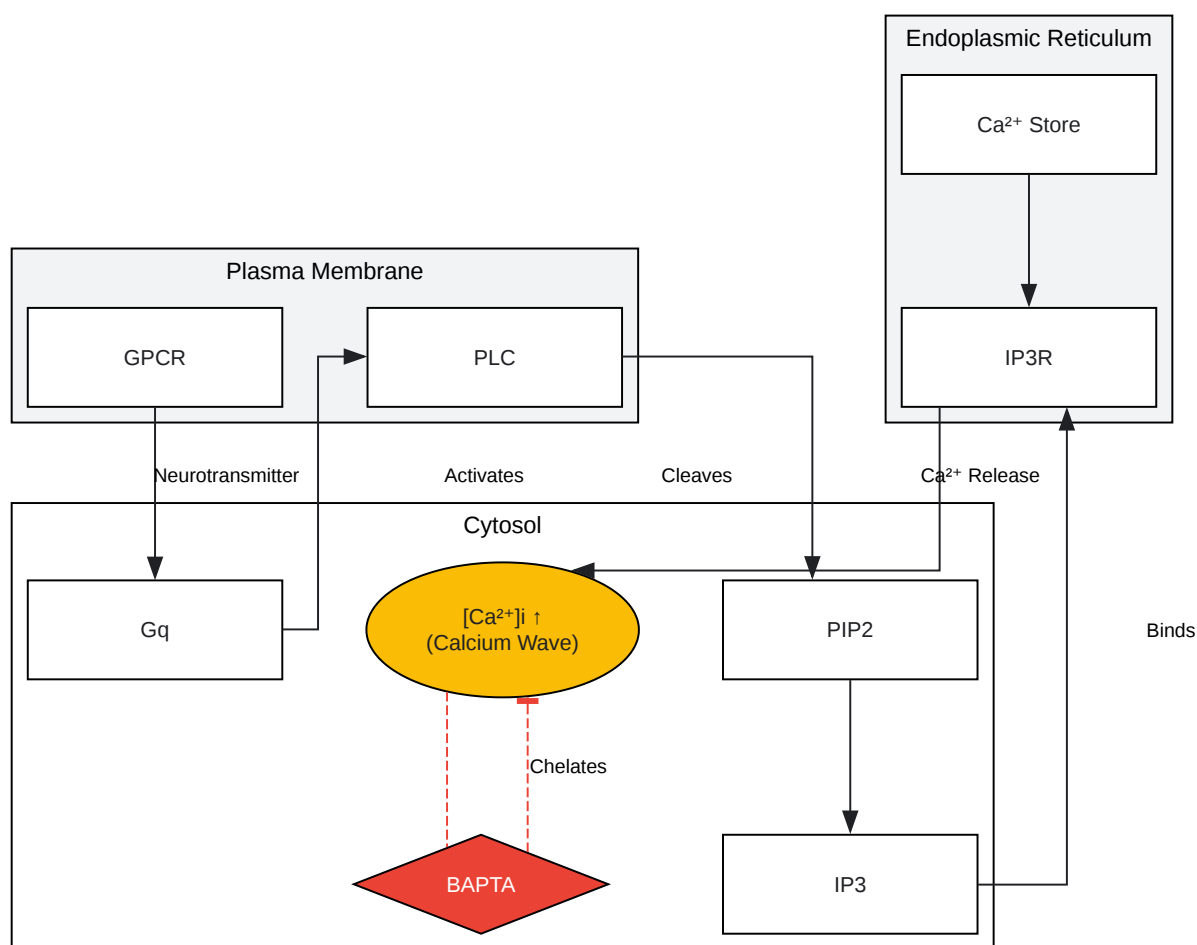 Endoplasmic Reticulum
Ca²⁺ Store
Plasma Membrane
GPCR
PLC
IP3R
Neurotransmitter
Activates
Cleaves
Ca²⁺ Release
Cytosol
Gq
[Ca²⁺]i ↑
(Calcium Wave)
PIP2
Binds
Chelates
BAPTA
IP3